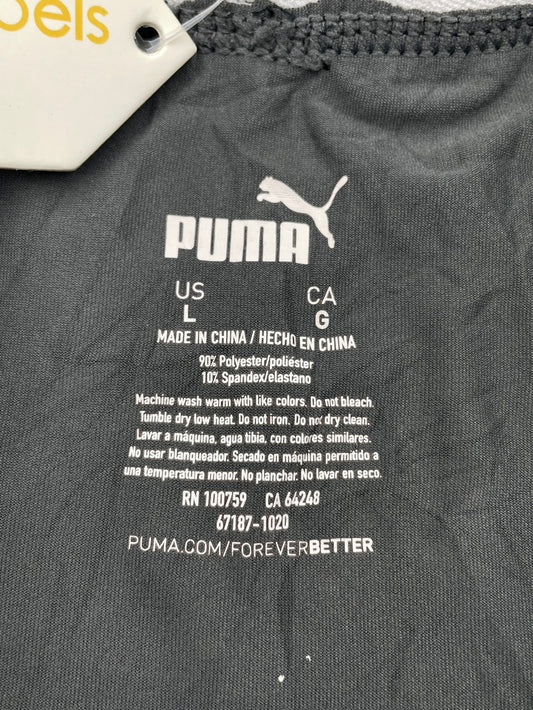 PUMA
US CA
L G
MADE IN CHINA / HECHO EN CHINA
90% Polyester/poliéster
10% Spandex/elastano
Machine wash warm with like colors. Do not bleach.
Tumble dry low heat. Do not iron. Do not dry clean.
Lavar a máquina, agua tibia, con colores similares.
No usar blanqueador. Secado en máquina permitido a
una temperatura menor. No planchar. No lavar en seco.
RN 100759 CA 64248
67187-1020
PUMA.COM/FOREVERBETTER